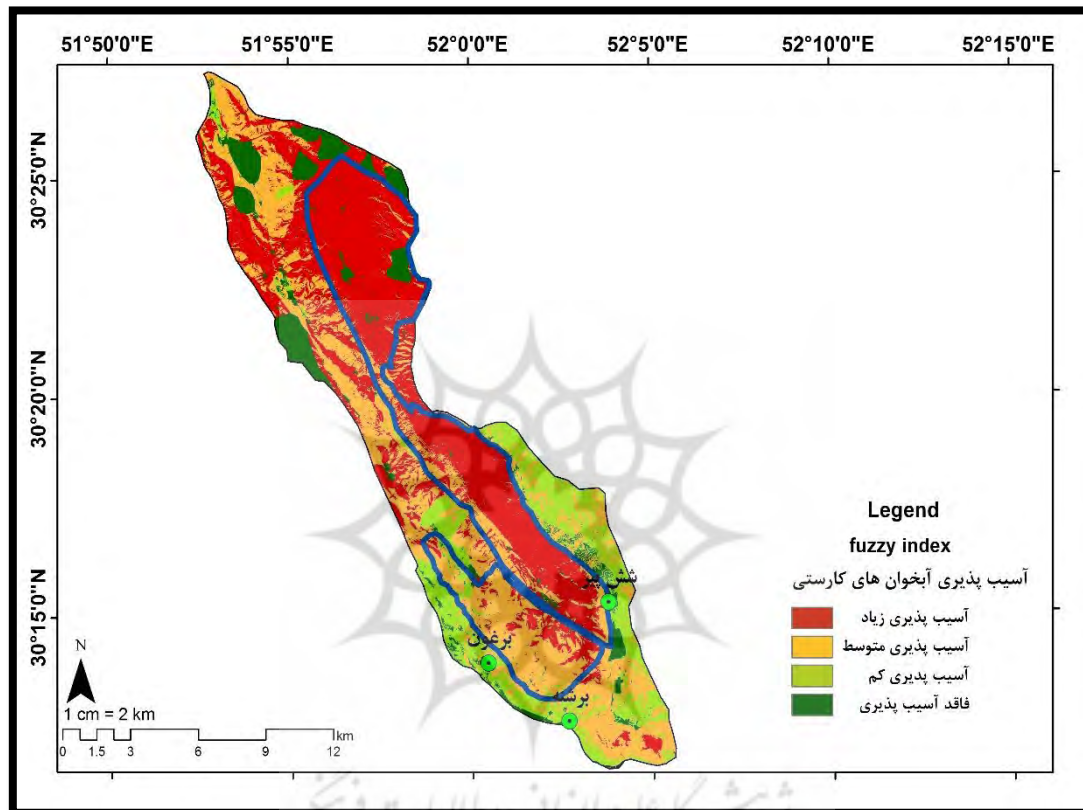 51°50'0"E 51°55'0"E 52°0'0"E 52°5'0"E 52°10'0"E 52°15'0"E
30°25'0"N
30°20'0"N
30°15'0"N
شش پیر
برغون
برشنه
Legend
fuzzy index
آسیب پذیری آبخوان های کارستی
آسیب پذیری زیاد
آسیب پذیری متوسط
آسیب پدیری کم
فاقد آسیب پذیری
N
1 cm = 2 km
km
0 1.5 3 6 9 12